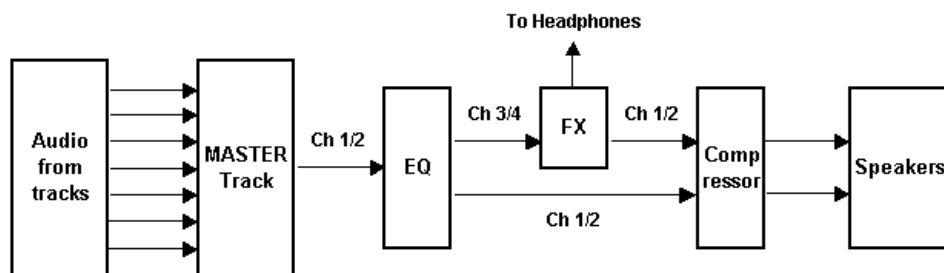 To Headphones
Audio
from
tracks
MASTER
Track
Ch 1/2
EQ
Ch 3/4
FX
Ch 1/2
Ch 1/2
Comp
ressor
Speakers